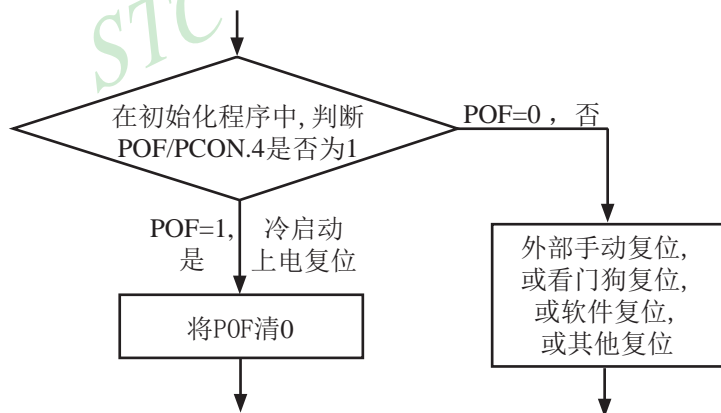 STC
在初始化程序中, 判断
POF/PCON.4是否为1
POF=0 ， 否
POF=1,
是
冷启动
上电复位
将POF清0
外部手动复位,
或看门狗复位,
或软件复位,
或其他复位